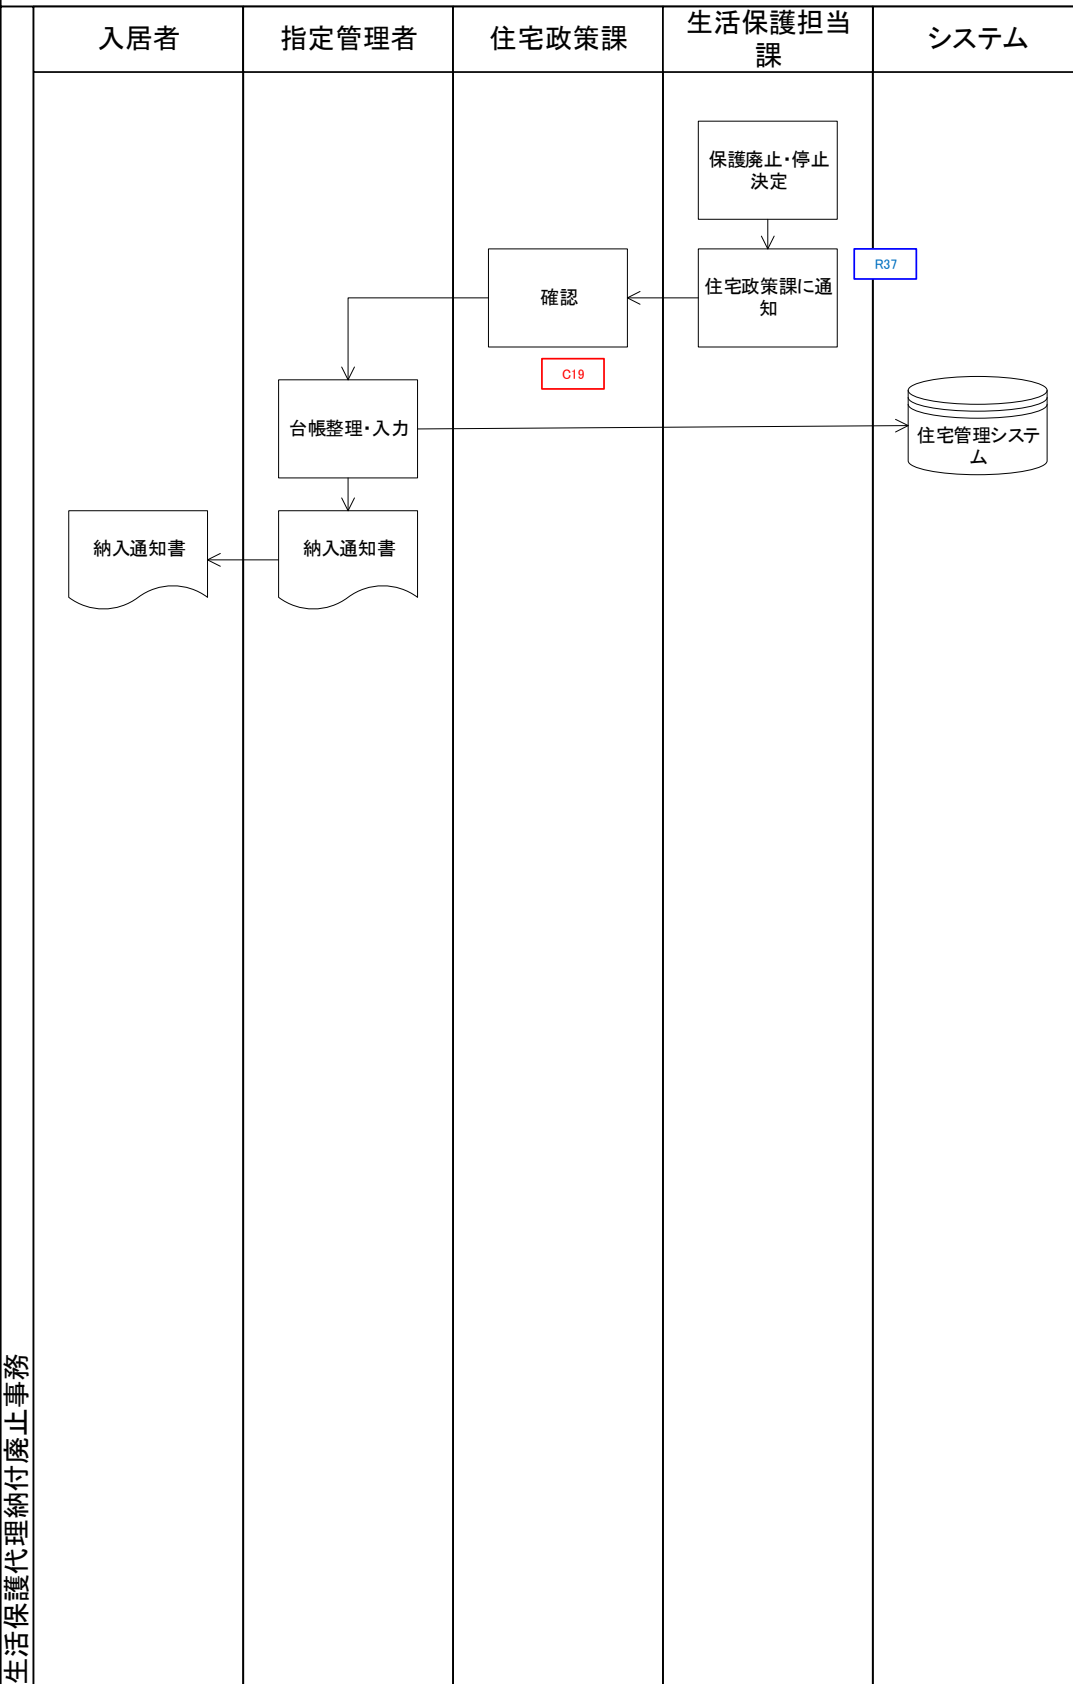 入居者
指定管理者
住宅政策課
生活保護担当
課
システム
保護廃止・停止
決定
住宅政策課に通
知
R37
確認
C19
台帳整理・入力
住宅管理システ
ム
納入通知書
納入通知書
生活保護代理納付廃止事務